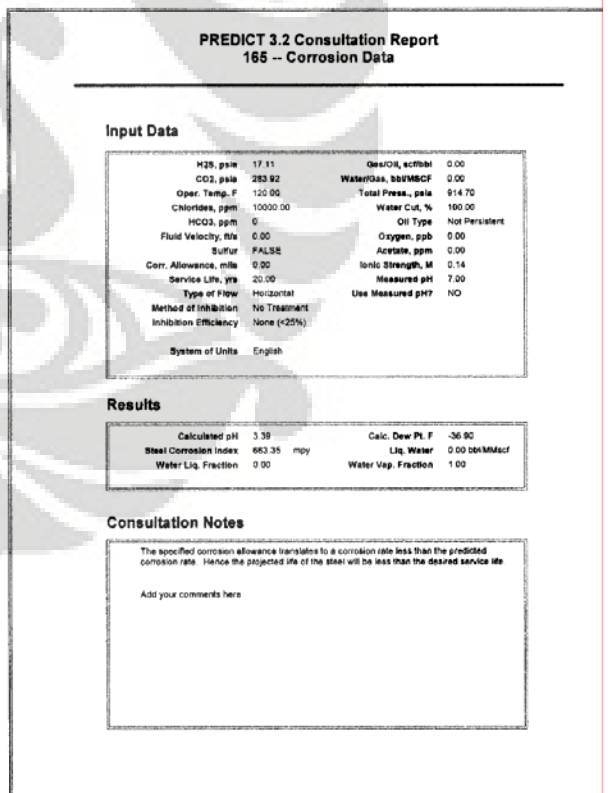 PREDICT 3.2 Consultation Report
165 -- Corrosion Data
Input Data
H2S, psia 17.11 Gas/Oil, scf/bbl 0.00
CO2, psia 283.92 Water/Gas, bbl/MSCF 0.00
Oper. Temp. F 120.00 Total Press., psia 914.70
Chlorides, ppm 10000.00 Water Cut, % 100.00
HCO3, ppm 0 Oil Type Not Persistent
Fluid Velocity, ft/s 0.00 Oxygen, ppb 0.00
Sulfur FALSE Acetate, ppm 0.00
Corr. Allowance, mils 0.00 Ionic Strength, M 0.14
Service Life, yrs 20.00 Measured pH 7.00
Type of Flow Horizontal Use Measured pH? NO
Method of Inhibition No Treatment
Inhibition Efficiency None (<25%)
System of Units English
Results
Calculated pH 3.39 Calc. Dew Pt. F -36.90
Steel Corrosion Index 663.35 mpy Liq. Water 0.00 bbl/MMscf
Water Liq. Fraction 0.00 Water Vap. Fraction 1.00
Consultation Notes
The specified corrosion allowance translates to a corrosion rate less than the predicted
corrosion rate. Hence the projected life of the steel will be less than the desired service life.
Add your comments here